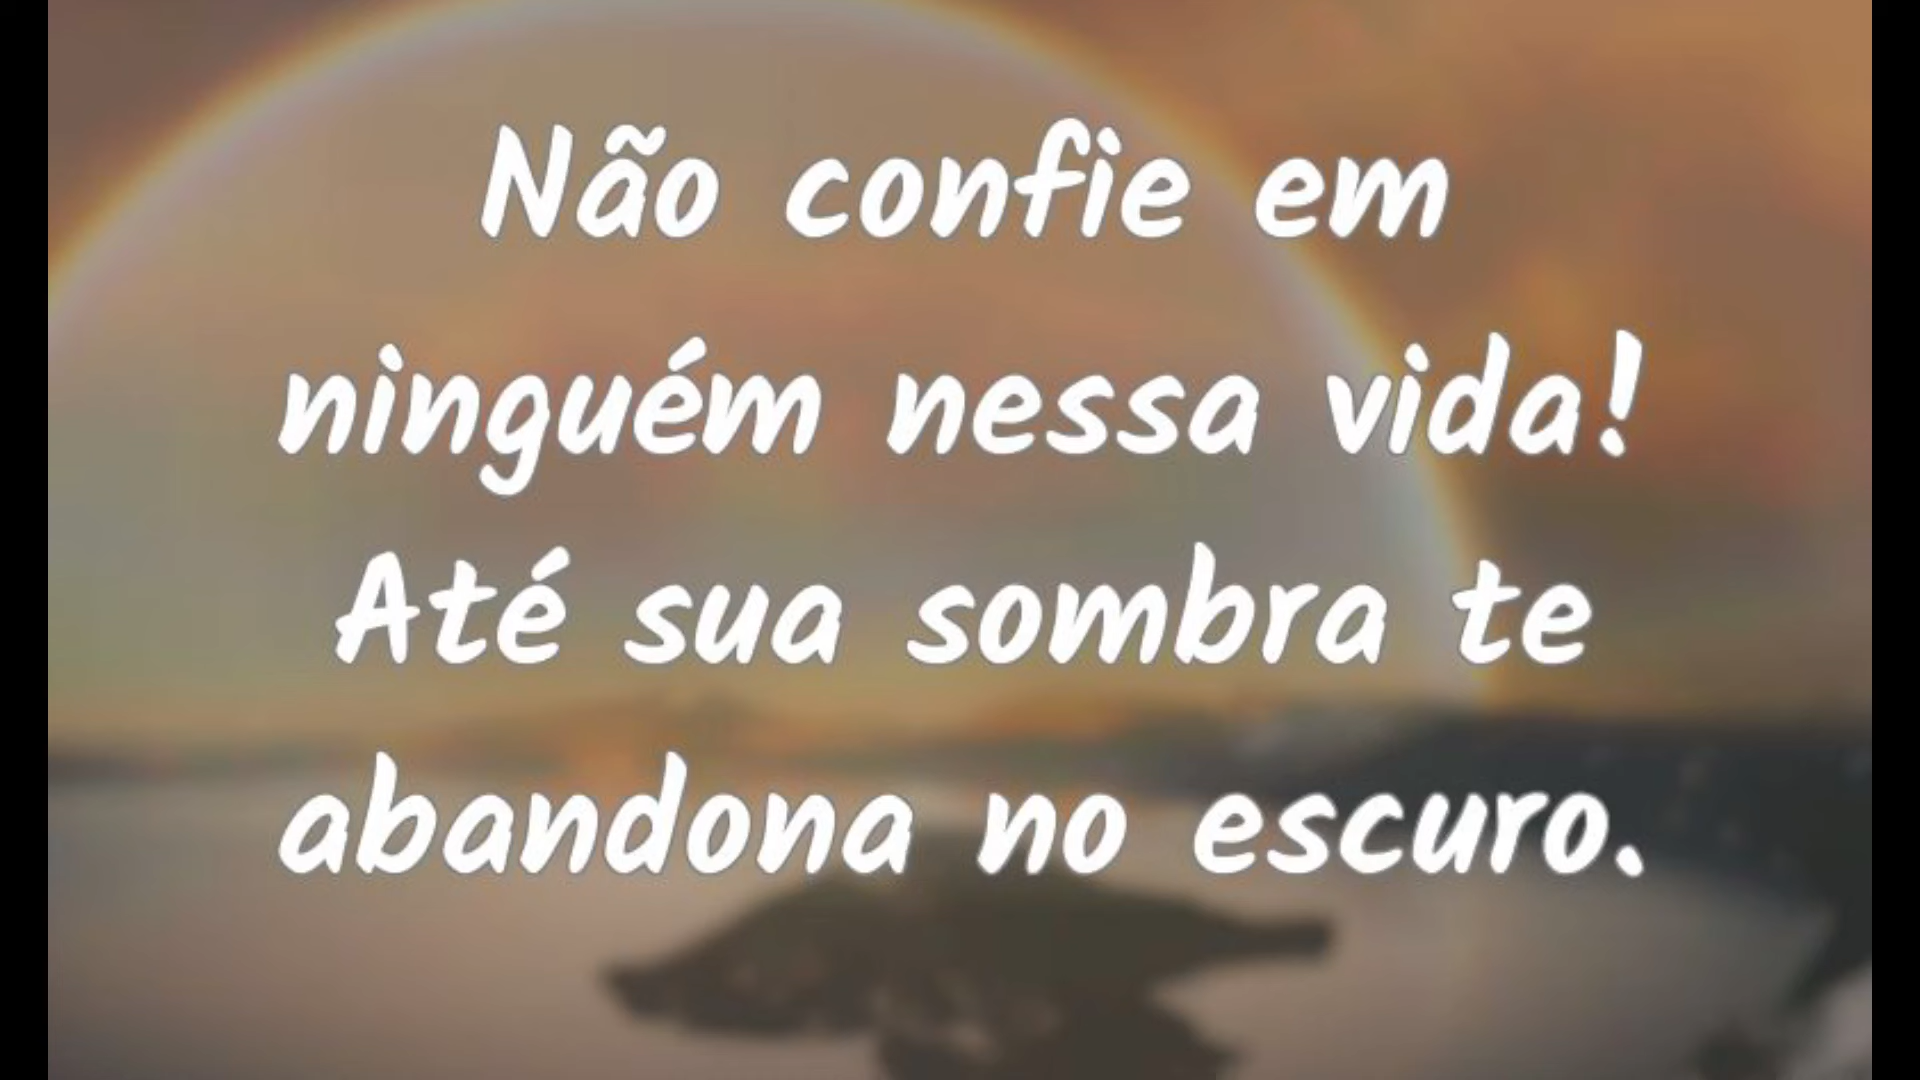 Não confie em
ninguém nessa vida!
Até sua sombra te
abandona no escuro.